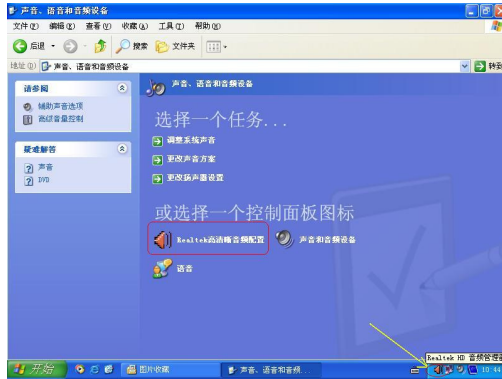 声音、语音和音频设备
文件(F) 编辑(E) 查看(V) 收藏(A) 工具(T) 帮助(H)
后退 搜索 文件夹
地址(D) 声音、语音和音频设备 转到
请参阅
辅助声音选项
高级音量控制
疑难解答
声音
DVD
声音、语音和音频设备
选择一个任务...
调整系统声音
更改声音方案
更改扬声器设置
或选择一个控制面板图标
Realtek高清晰音频配置 声音和音频设备
语音
Realtek HD 音频管理器
开始 图片收藏 声音、语音和音频... 10:44